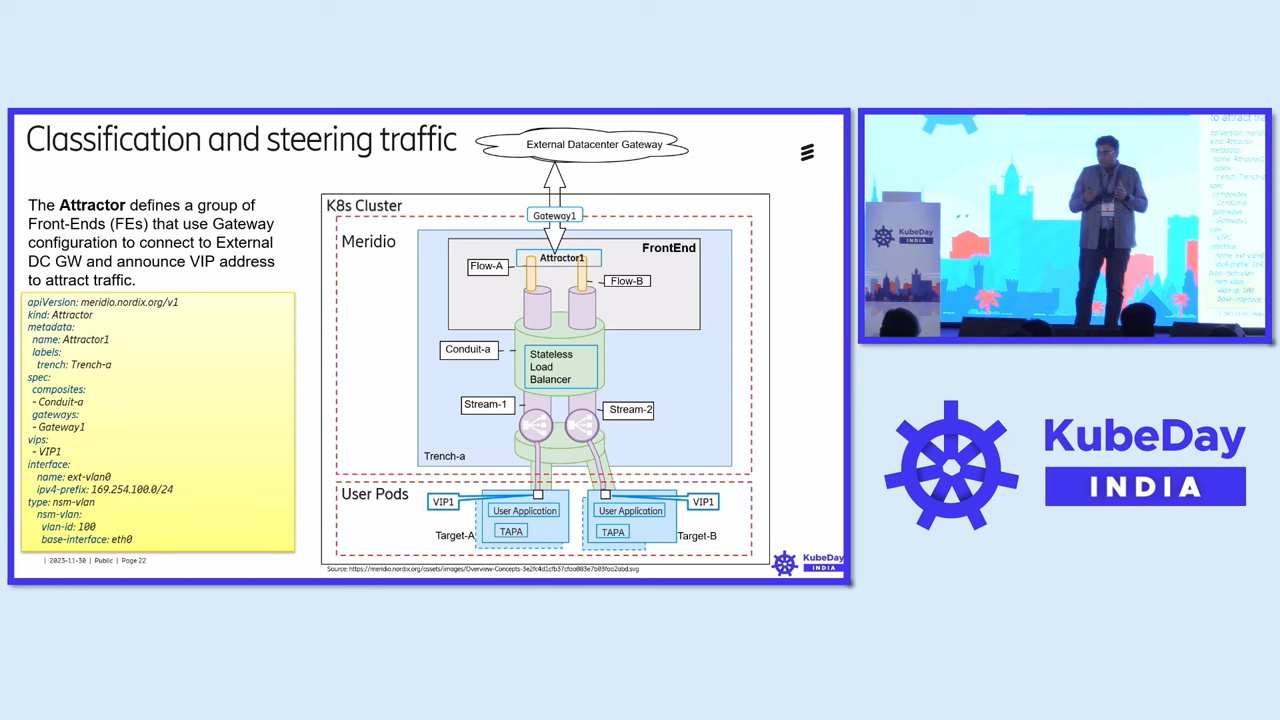 Classification and steering traffic
The Attractor defines a group of
Front-Ends (FEs) that use Gateway
configuration to connect to External
DC GW and announce VIP address
to attract traffic.
apiVersion: meridio.nordix.org/v1
kind: Attractor
metadata:
name: Attractor1
labels:
trench: Trench-a
spec:
composites:
- Conduit-a
gateways:
- Gateway1
vips:
- VIP1
interface:
name: ext-vlan0
ipv4-prefix: 169.254.100.0/24
type: nsm-vlan
nsm-vlan:
vlan-id: 100
base-interface: eth0
| 2023-11-30 | Public | Page 22
External Datacenter Gateway
K8s Cluster
Gateway1
Meridio
FrontEnd
Attractor1
Flow-A
Flow-B
Conduit-a
Stateless
Load
Balancer
Stream-1
Stream-2
Trench-a
User Pods
VIP1
VIP1
User Application
User Application
TAPA
TAPA
Target-A
Target-B
KubeDay
INDIA
KubeDay
INDIA
KubeDay
INDIA